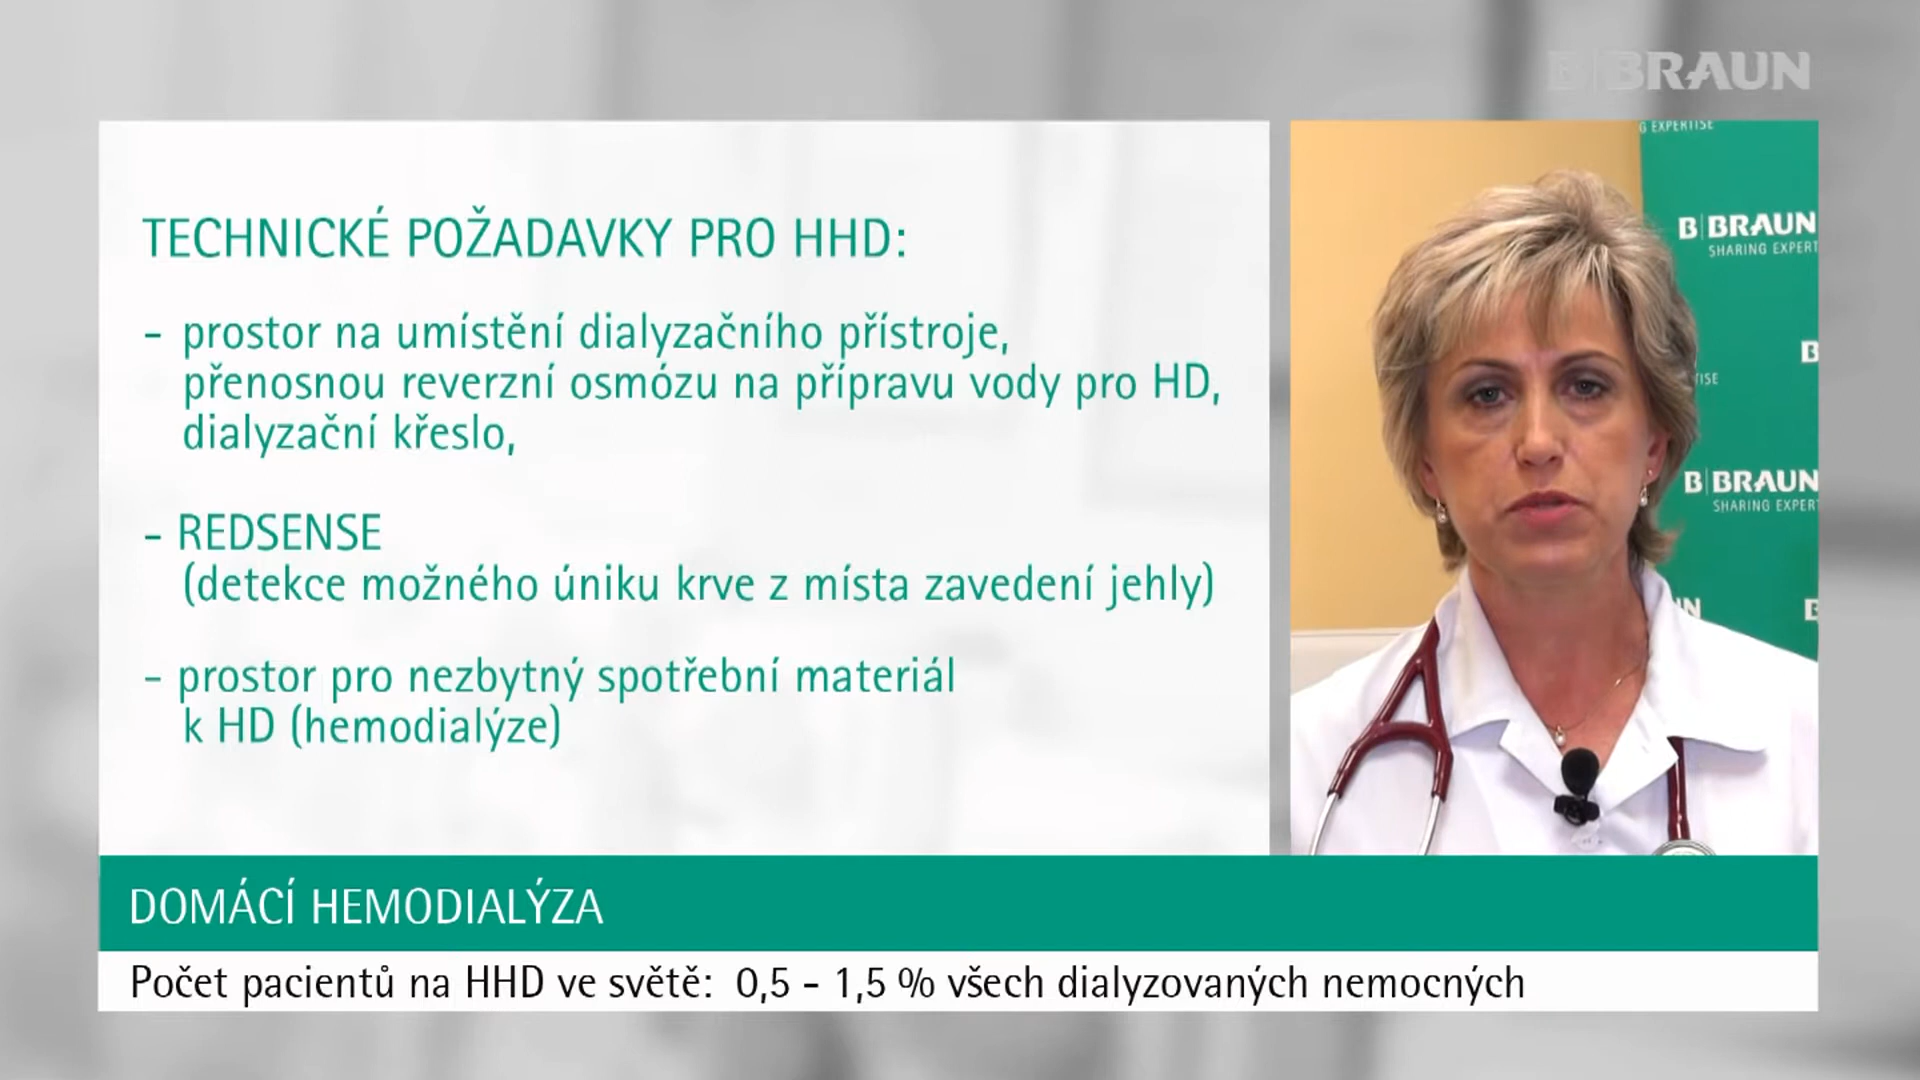 B BRAUN
TECHNICKÉ POŽADAVKY PRO HHD:
- prostor na umístění dialyzačního přístroje,
přenosnou reverzní osmózu na přípravu vody pro HD,
dialyzační křeslo,
- REDSENSE
(detekce možného úniku krve z místa zavedení jehly)
- prostor pro nezbytný spotřební materiál
k HD (hemodialýze)
G EXPERTISE
B BRAUN
SHARING EXPERT
B
TISE
B BRAUN
SHARING EXPERT
N
B
DOMÁCÍ HEMODIALÝZA
Počet pacientů na HHD ve světě: 0,5 - 1,5 % všech dialyzovaných nemocných